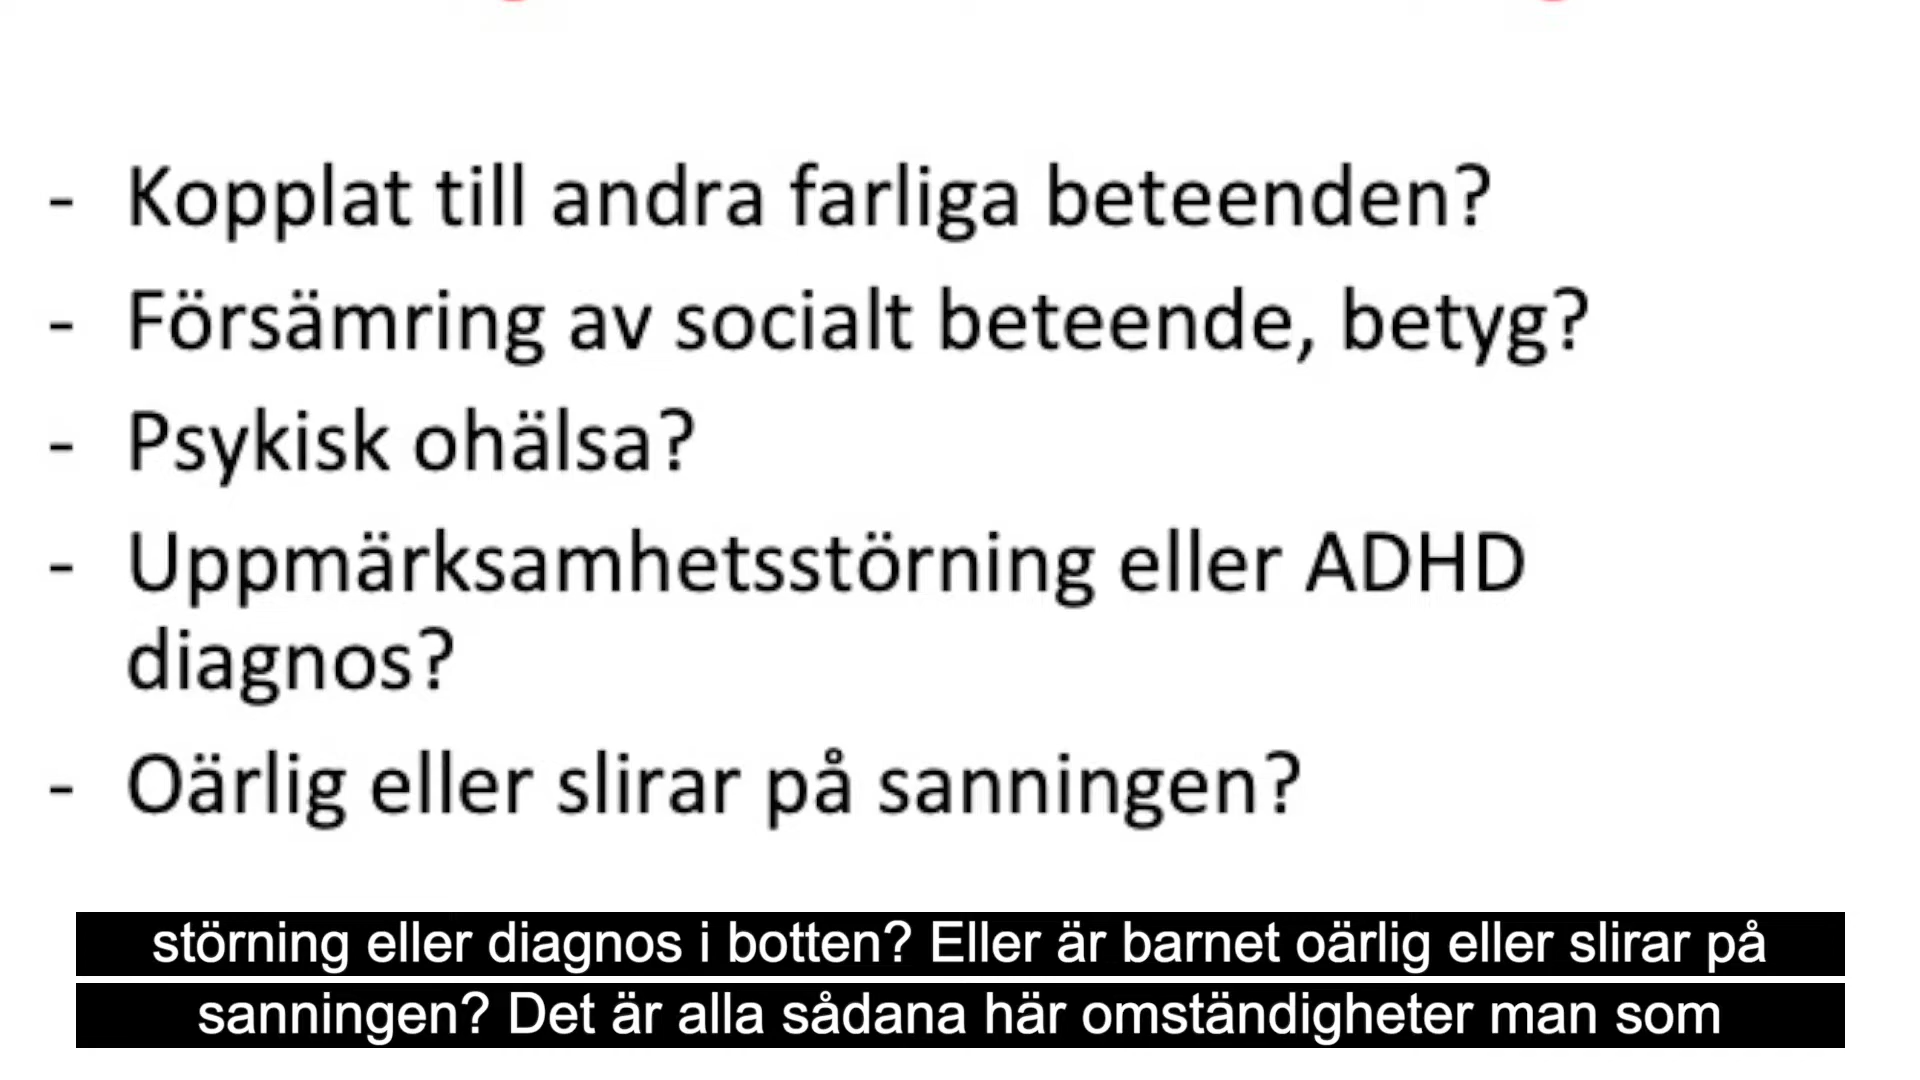 - Kopplat till andra farliga beteenden?
- Försämring av socialt beteende, betyg?
- Psykisk ohälsa?
- Uppmärksamhetsstörning eller ADHD
diagnos?
- Oärlig eller slirar på sanningen?
störning eller diagnos i botten? Eller är barnet oärlig eller slirar på
sanningen? Det är alla sådana här omständigheter man som